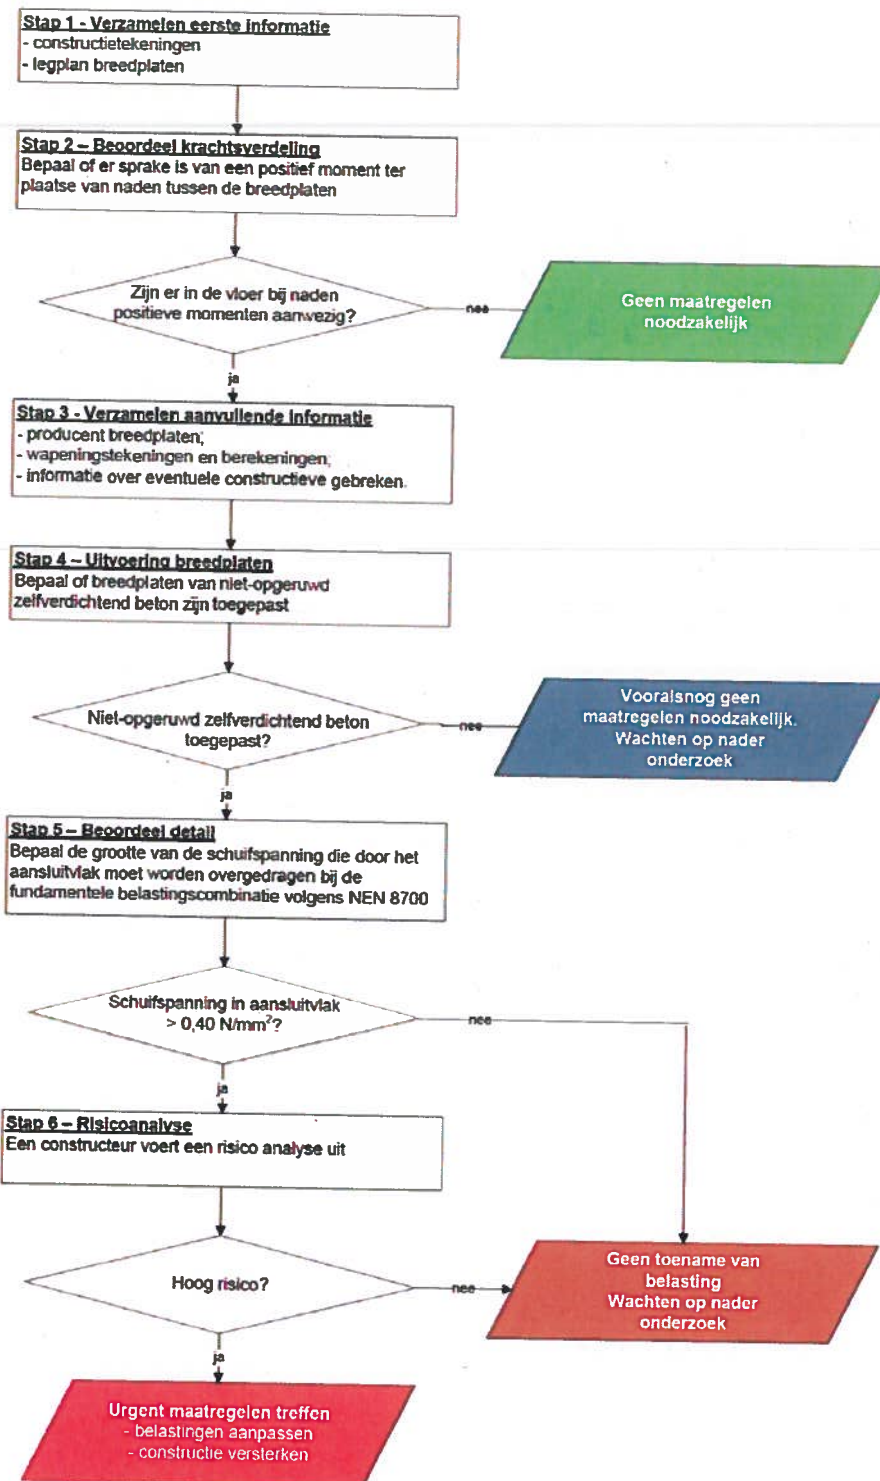 Stap 1 - Verzamelen eerste informatie
- constructietekeningen
- legplan breedplaten
Stap 2 – Beoordeel krachtsverdeling
Bepaal of er sprake is van een positief moment ter
plaatse van naden tussen de breedplaten
Zijn er in de vloer bij naden
positieve momenten aanwezig?
nee
Geen maatregelen
noodzakelijk
ja
Stap 3 - Verzamelen aanvullende informatie
- producent breedplaten;
- wapeningstekeningen en berekeningen;
- informatie over eventuele constructieve gebreken.
Stap 4 – Uitvoering breedplaten
Bepaal of breedplaten van niet-opgeruwd
zelfverdichtend beton zijn toegepast
Niet-opgeruwd zelfverdichtend beton
toegepast?
nee
Vooralsnog geen
maatregelen noodzakelijk.
Wachten op nader
onderzoek
ja
Stap 5 – Beoordeel detail
Bepaal de grootte van de schuifspanning die door het
aansluitvlak moet worden overgedragen bij de
fundamentele belastingscombinatie volgens NEN 8700
Schuifspanning in aansluitvlak
> 0,40 N/mm²?
nee
ja
Stap 6 – Risicoanalyse
Een constructeur voert een risico analyse uit
Hoog risico?
nee
Geen toename van
belasting
Wachten op nader
onderzoek
ja
Urgent maatregelen treffen
- belastingen aanpassen
- constructie versterken